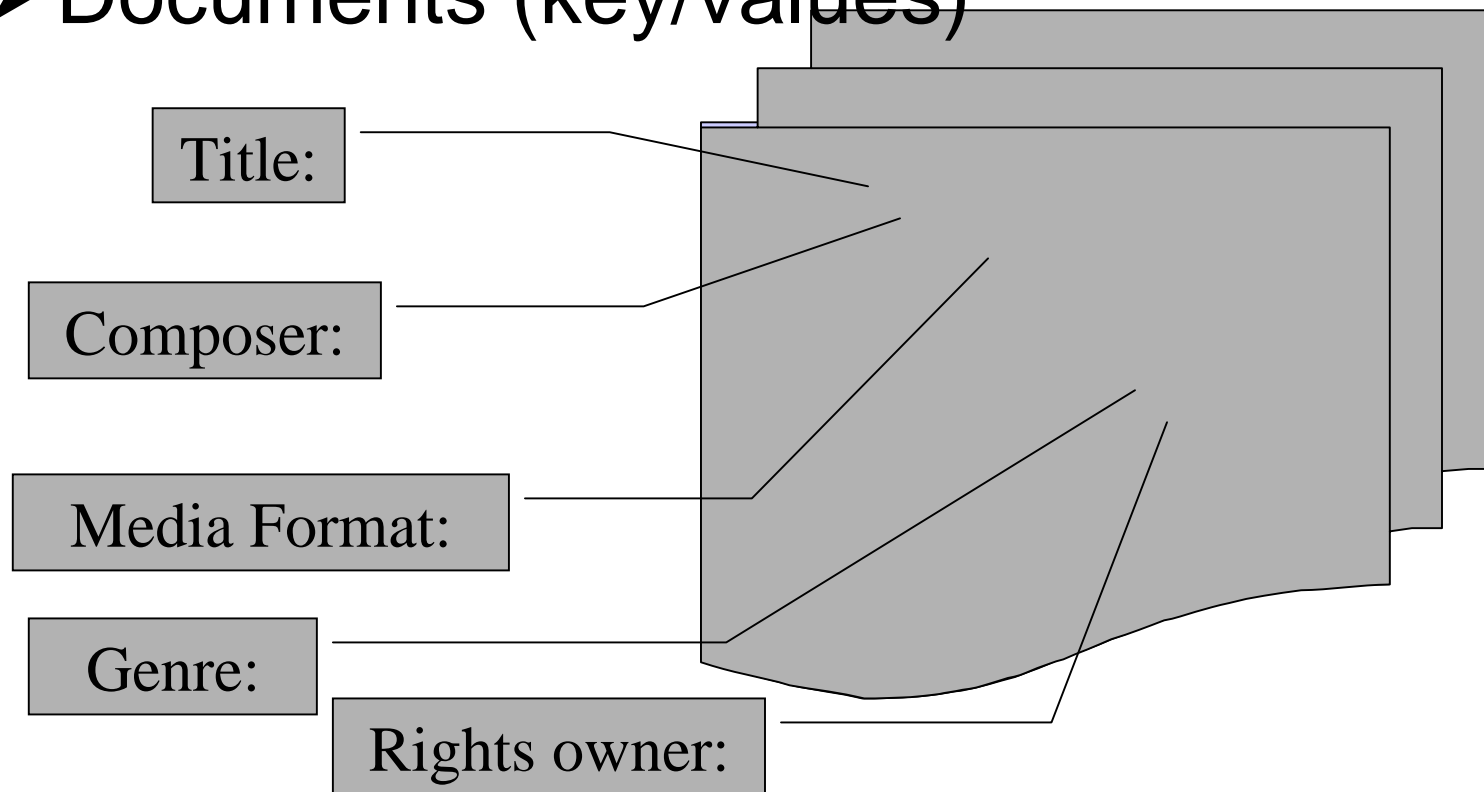 Documents (key/values)
Title:
Composer:
Media Format:
Genre:
Rights owner: